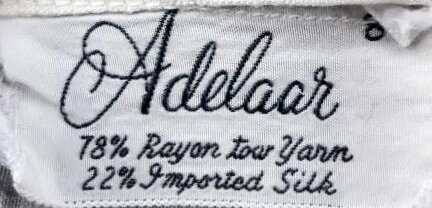 Adelaar
78% Rayon tow Yarn
22% Imported Silk